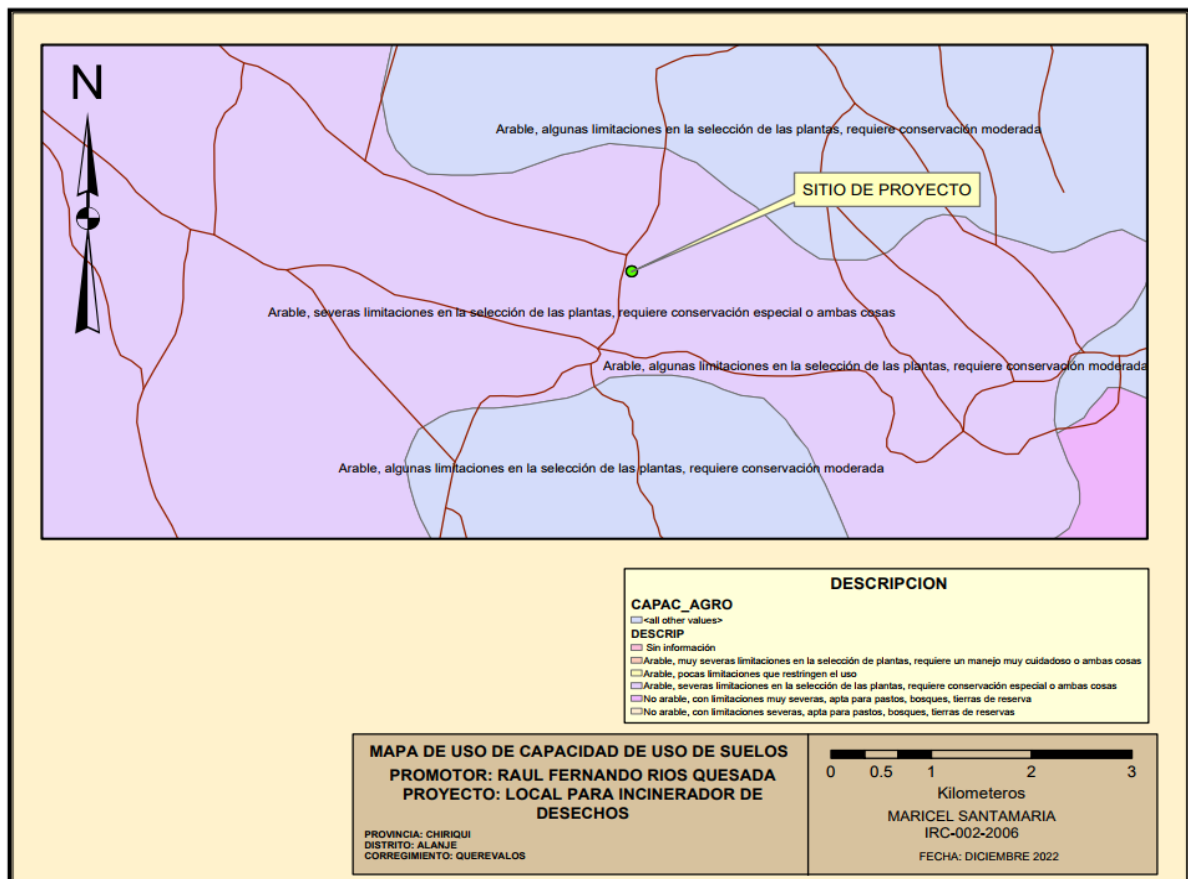 N
Arable, algunas limitaciones en la selección de las plantas, requiere conservación moderada
SITIO DE PROYECTO
Arable, severas limitaciones en la selección de las plantas, requiere conservación especial o ambas cosas
Arable, algunas limitaciones en la selección de las plantas, requiere conservación moderada
Arable, algunas limitaciones en la selección de las plantas, requiere conservación moderada
DESCRIPCION
CAPAC_AGRO
<all other values>
DESCRIP
Sin información
Arable, muy severas limitaciones en la selección de plantas, requiere un manejo muy cuidadoso o ambas cosas
Arable, pocas limitaciones que restringen el uso
Arable, severas limitaciones en la selección de las plantas, requiere conservación especial o ambas cosas
No arable, con limitaciones muy severas, apta para pastos, bosques, tierras de reserva
No arable, con limitaciones severas, apta para pastos, bosques, tierras de reservas
MAPA DE USO DE CAPACIDAD DE USO DE SUELOS
PROMOTOR: RAUL FERNANDO RIOS QUESADA
PROYECTO: LOCAL PARA INCINERADOR DE
DESECHOS
PROVINCIA: CHIRIQUI
DISTRITO: ALANJE
CORREGIMIENTO: QUEREVALOS
0 0.5 1 2 3
Kilometeros
MARICEL SANTAMARIA
IRC-002-2006
FECHA: DICIEMBRE 2022